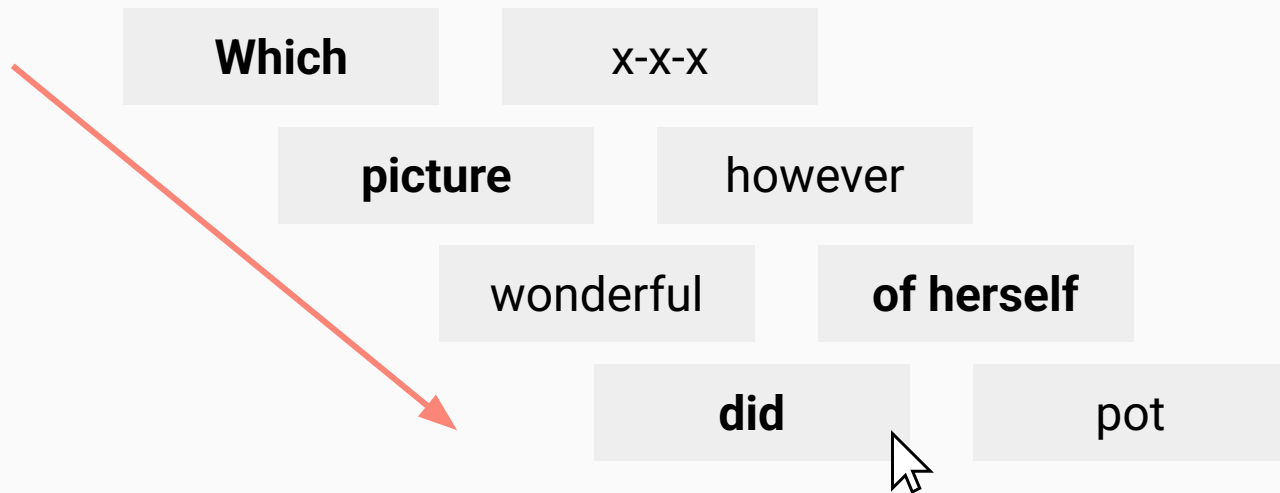 Which x-x-x
picture however
wonderful of herself
did pot